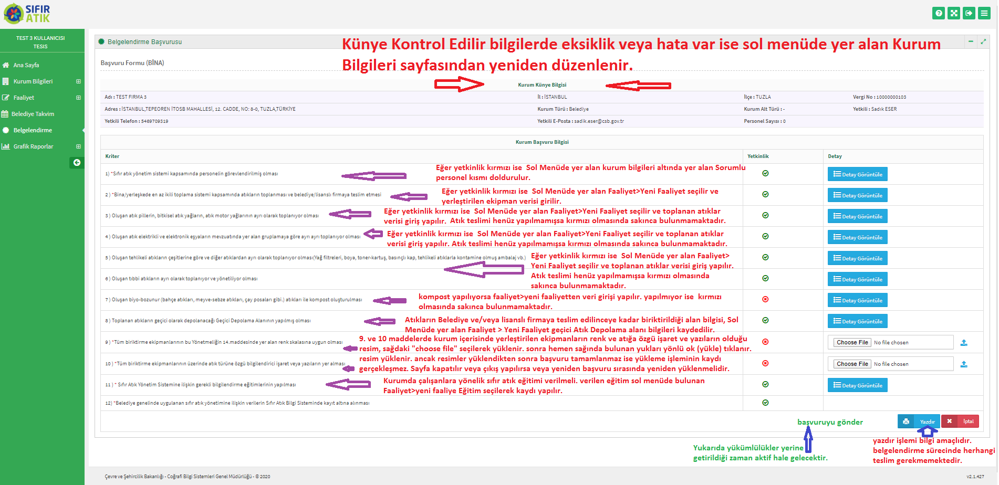 SIFIR
ATIK
TEST 3 KULLANICISI
TESIS
Ana Sayfa
Kurum Bilgileri
Faaliyet
Belediye Takvim
Belgelendirme
Grafik Raporlar
Belgelendirme Başvurusu
Künye Kontrol Edilir bilgilerde eksiklik veya hata var ise sol menüde yer alan Kurum
Bilgileri sayfasından yeniden düzenlenir.
Başvuru Formu (BİNA)
Kurum Künye Bilgisi
Adı : TEST FIRMA 3
İl : İSTANBUL
İlçe : TUZLA
Vergi No : 10000000103
Adres : İSTANBUL,TEPEOREN İTOSB MAHALLESİ, 12. CADDE, NO: 8-0, TUZLA,TÜRKİYE
Kurum Türü : Belediye
Kurum Alt Türü : -
Yetkili : Sadık ESER
Yetkili Telefon : 5469709319
Yetkili E-Posta : sadik.eser@csb.gov.tr
Personel Sayısı : 0
Kurum Başvuru Bilgisi
Kriter
Yetkinlik
Detay
1) *Sıfır atık yönetim sistemi kapsamında personelin görevlendirilmiş olması
Eğer yetkinlik kırmızı ise Sol Menüde yer alan kurum bilgileri altında yer alan Sorumlu
personel kısmı doldurulur.
Detay Görüntüle
2 ) *Bina/yerleşkede en az ikili toplama sistemi kapsamında atıkların toplanması ve belediye/lisanslı firmaya teslim etmesi
Eğer yetkinlik kırmızı ise Sol Menüde yer alan Faaliyet>Yeni Faaliyet seçilir ve
yerleştirilen ekipman verisi girilir.
Detay Görüntüle
3 ) Oluşan atık pillerin, bitkisel atık yağların, atık motor yağlarının ayrı olarak toplanıyor olması
Eğer yetkinlik kırmızı ise Sol Menüde yer alan Faaliyet>Yeni Faaliyet seçilir ve toplanan atıklar
verisi giriş yapılır. Atık teslimi henüz yapılmamışsa kırmızı olmasında sakınca bulunmamaktadır.
Detay Görüntüle
4 ) Oluşan atık elektrikli ve elektronik eşyaların mevzuatında yer alan gruplamaya göre ayrı ayrı toplanıyor olması
Eğer yetkinlik kırmızı ise Sol Menüde yer alan Faaliyet>Yeni Faaliyet seçilir ve toplanan atıklar
verisi giriş yapılır. Atık teslimi henüz yapılmamışsa kırmızı olmasında sakınca bulunmamaktadır.
Detay Görüntüle
5 ) Oluşan tehlikeli atıkların çeşitlerine göre ve diğer atıklardan ayrı olarak toplanıyor olması(Yağ filtreleri, boya, toner-kartuş, basınçlı kap, tehlikeli atıklarla kontamine olmuş ambalaj vb.)
Eğer yetkinlik kırmızı ise Sol Menüde yer alan Faaliyet>
Yeni Faaliyet seçilir ve toplanan atıklar verisi giriş yapılır.
Atık teslimi henüz yapılmamışsa kırmızı olmasında
sakınca bulunmamaktadır.
Detay Görüntüle
6 ) Oluşan tıbbi atıkların ayrı olarak toplanıyor ve yönetiliyor olması
Detay Görüntüle
7 ) Oluşan biyo-bozunur (bahçe atıkları, meyve-sebze atıkları, çay posaları gibi.) atıkları ile kompost oluşturulması
kompost yapılıyorsa faaliyet>yeni faaliyetten veri girişi yapılır. yapılmıyor ise kırmızı
olmasında sakınca bulunmamaktadır.
Detay Görüntüle
8 ) Toplanan atıkların geçici olarak depolanacağı Geçici Depolama Alanının yapılmış olması
Atıkların Belediye ve/veya lisanslı firmaya teslim edilinceye kadar biriktirildiği alan bilgisi, Sol
Menüde yer alan Faaliyet > Yeni Faaliyet geçici Atık Depolama alanı bilgileri kaydedilir.
Detay Görüntüle
9 ) *Tüm biriktirme ekipmanlarının bu Yönetmeliğin 14.maddesinde yer alan renk skalasına uygun olması
9. ve 10 maddelerde kurum içerisinde yerleştirilen ekipmanların renk ve atığa özgü işaret ve yazıların olduğu
resim, sağdaki "choose file" seçilerek yüklenir. sonra hemen sağında bulunan yukları yönlü ok (yükle) tıklanır.
resim yüklenir. ancak resimler yüklendikten sonra başvuru tamamlanmaz ise yükleme işleminin kaydı
gerçekleşmez. Sayfa kapatılır veya çıkış yapılırsa veya yeniden başvuru sırasında yeniden yüklenmelidir.
Choose File No file chosen
10 ) *Tüm biriktirme ekipmanlarının üzerinde atık türüne özgü bilgilendirici işaret veya yazıların yer alması
Choose File No file chosen
11 ) * Sıfır Atık Yönetim Sistemine ilişkin gerekli bilgilendirme eğitimlerinin yapılması
Kurumda çalışanlara yönelik sıfır atık eğitimi verilmeli. verilen eğitim sol menüde bulunan
Faaliyet>yeni faaliye Eğitim seçilerek kaydı yapılır.
Detay Görüntüle
12) *Belediye genelinde uygulanan sıfır atık yönetimine ilişkin verilerin Sıfır Atık Bilgi Sisteminde kayıt altına alınması
başvuruyu gönder
Yazdır
İptal
Yukarıda yükümlülükler yerine
getirildiği zaman aktif hale gelecektir.
yazdır işlemi bilgi amaçlıdır.
belgelendirme sürecinde herhangi
teslim gerekmemektedir.
Çevre ve Şehircilik Bakanlığı - Coğrafi Bilgi Sistemleri Genel Müdürlüğü - © 2020
v2.1.427